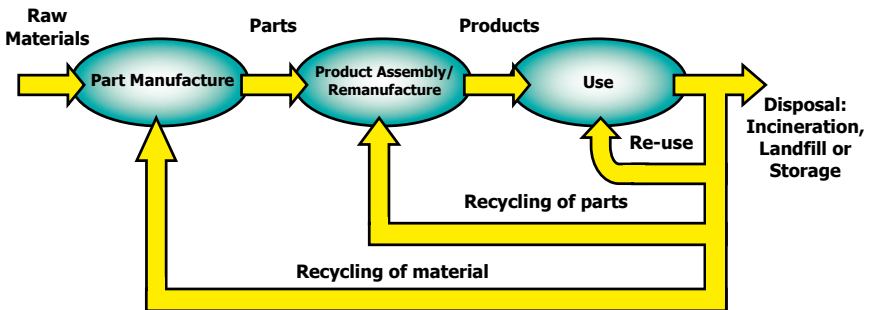 Raw
Materials
Parts
Products
Part Manufacture
Product Assembly/
Remanufacture
Use
Disposal:
Incineration,
Landfill or
Storage
Re-use
Recycling of parts
Recycling of material